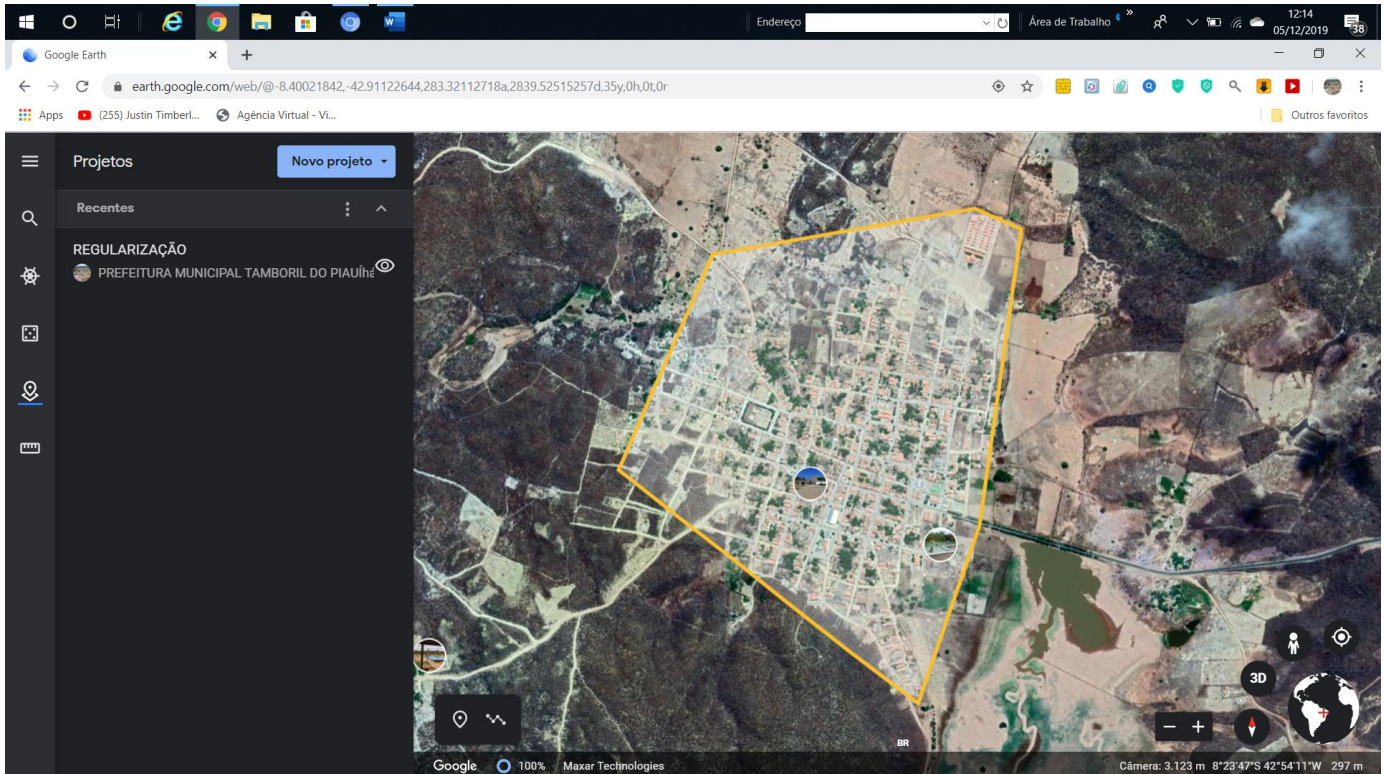 Endereço
Área de Trabalho
»
12:14
05/12/2019
38
Google Earth
earth.google.com/web/@-8.40021842,-42.91122644,283.32112718a,2839.52515257d,35y,0h,0t,0r
Apps
(255) Justin Timberl...
Agência Virtual - Vi...
Outros favoritos
Projetos
Novo projeto
Recentes
REGULARIZAÇÃO
PREFEITURA MUNICIPAL TAMBORIL DO PIAUÍhá
3D
BR
Google
100%
Maxar Technologies
Câmera: 3.123 m 8°23'47"S 42°54'11"W 297 m